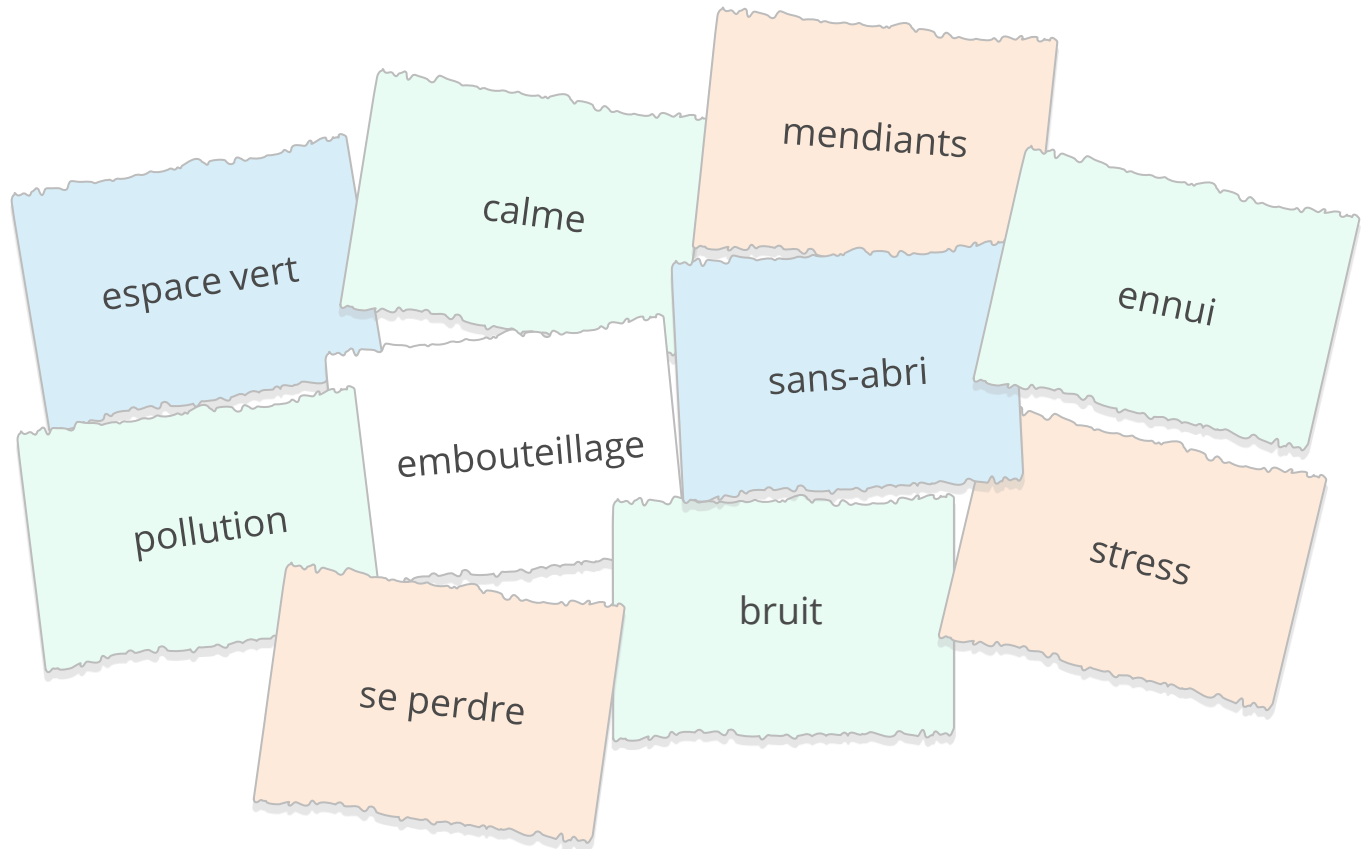 mendiants
calme
espace vert
ennui
sans-abri
embouteillage
pollution
stress
bruit
se perdre